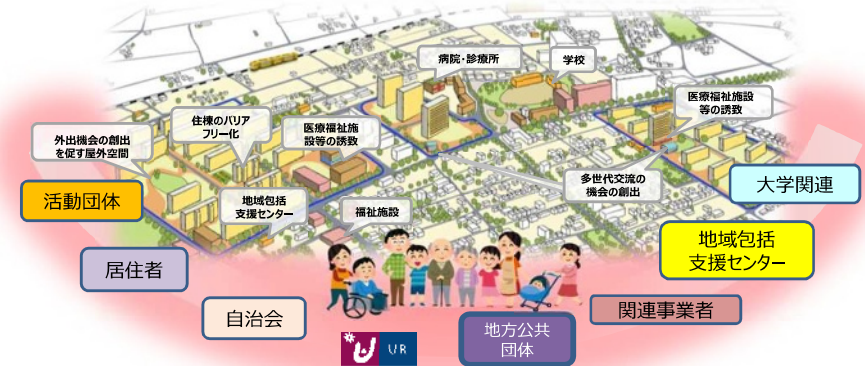 病院・診療所
学校
医療福祉施設
等の誘致
住棟のバリア
フリー化
医療福祉施
設等の誘致
外出機会の創出
を促す屋外空間
多世代交流の
機会の創出
大学関連
活動団体
地域包括
支援センター
福祉施設
地域包括
支援センター
居住者
関連事業者
自治会
地方公共
団体
UR